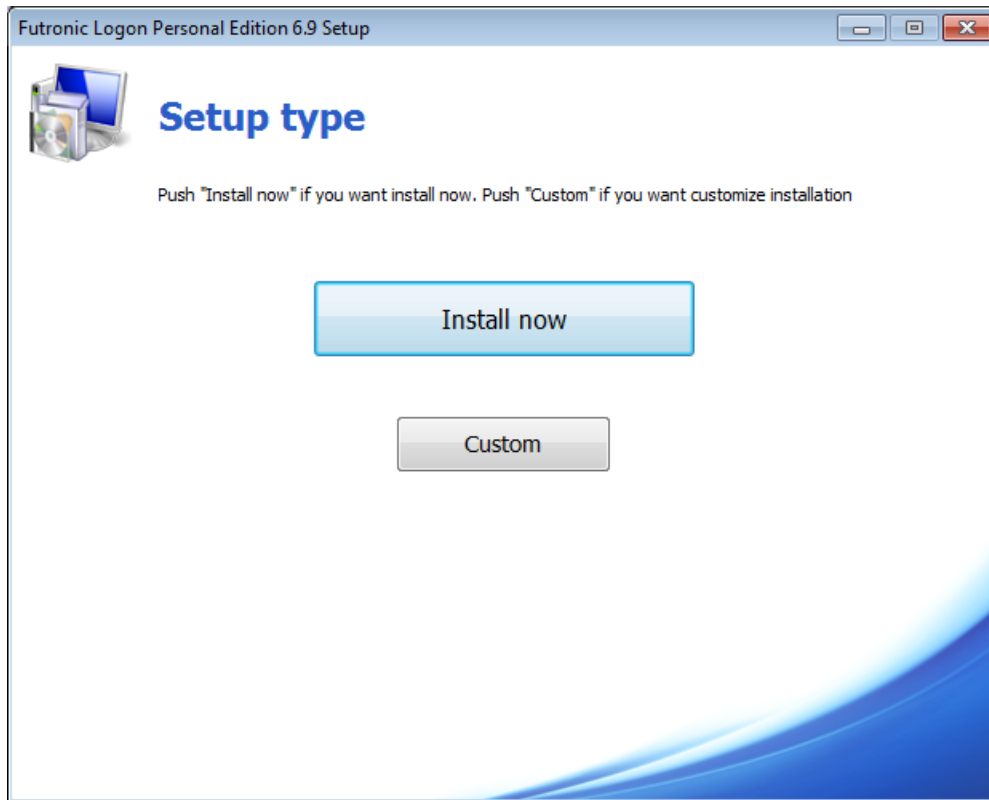 Futronic Logon Personal Edition 6.9 Setup
Setup type
Push "Install now" if you want install now. Push "Custom" if you want customize installation
Install now
Custom